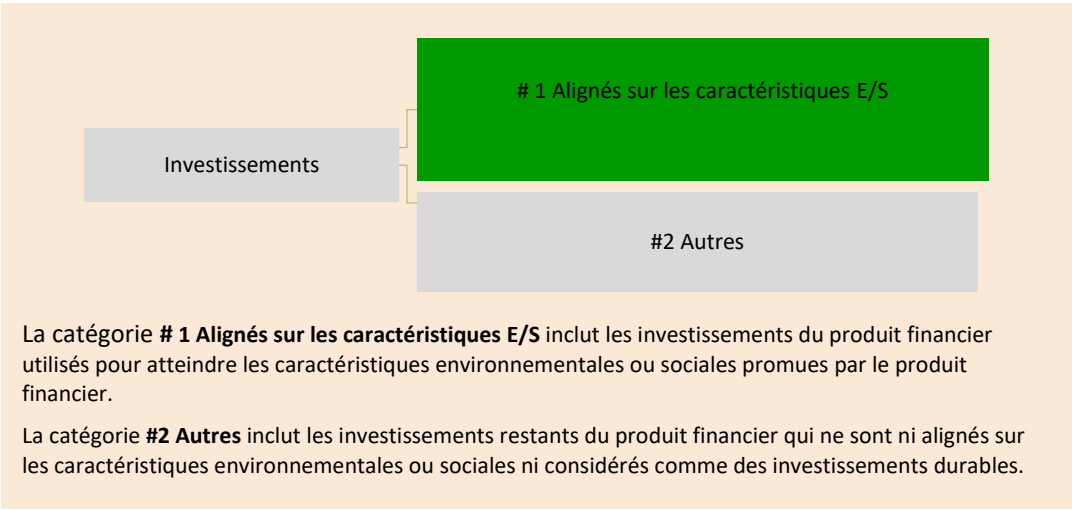 # 1 Alignés sur les caractéristiques E/S
Investissements
#2 Autres
La catégorie # 1 Alignés sur les caractéristiques E/S inclut les investissements du produit financier
utilisés pour atteindre les caractéristiques environnementales ou sociales promues par le produit
financier.
La catégorie #2 Autres inclut les investissements restants du produit financier qui ne sont ni alignés sur
les caractéristiques environnementales ou sociales ni considérés comme des investissements durables.